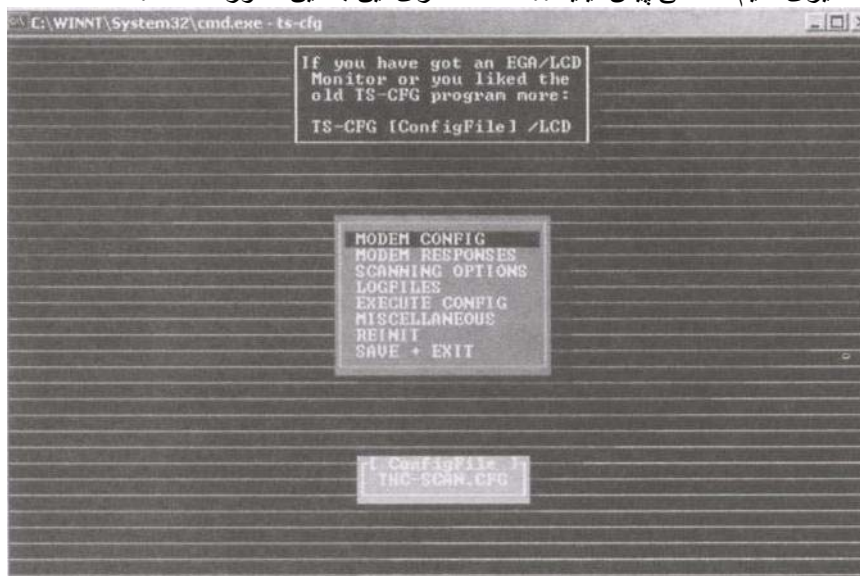 E:\WINNT\System32\cmd.exe - ts-cfg
If you have got an EGA/LCD
Monitor or you liked the
old TS-CFG program more:
TS-CFG [ConfigFile] /LCD
MODEM CONFIG
MODEM RESPONSES
SCANNING OPTIONS
LOGFILES
EXECUTE CONFIG
MISCELLANEOUS
REINIT
SAVE + EXIT
[ ConfigFile ]
THC-SCAN.CFG